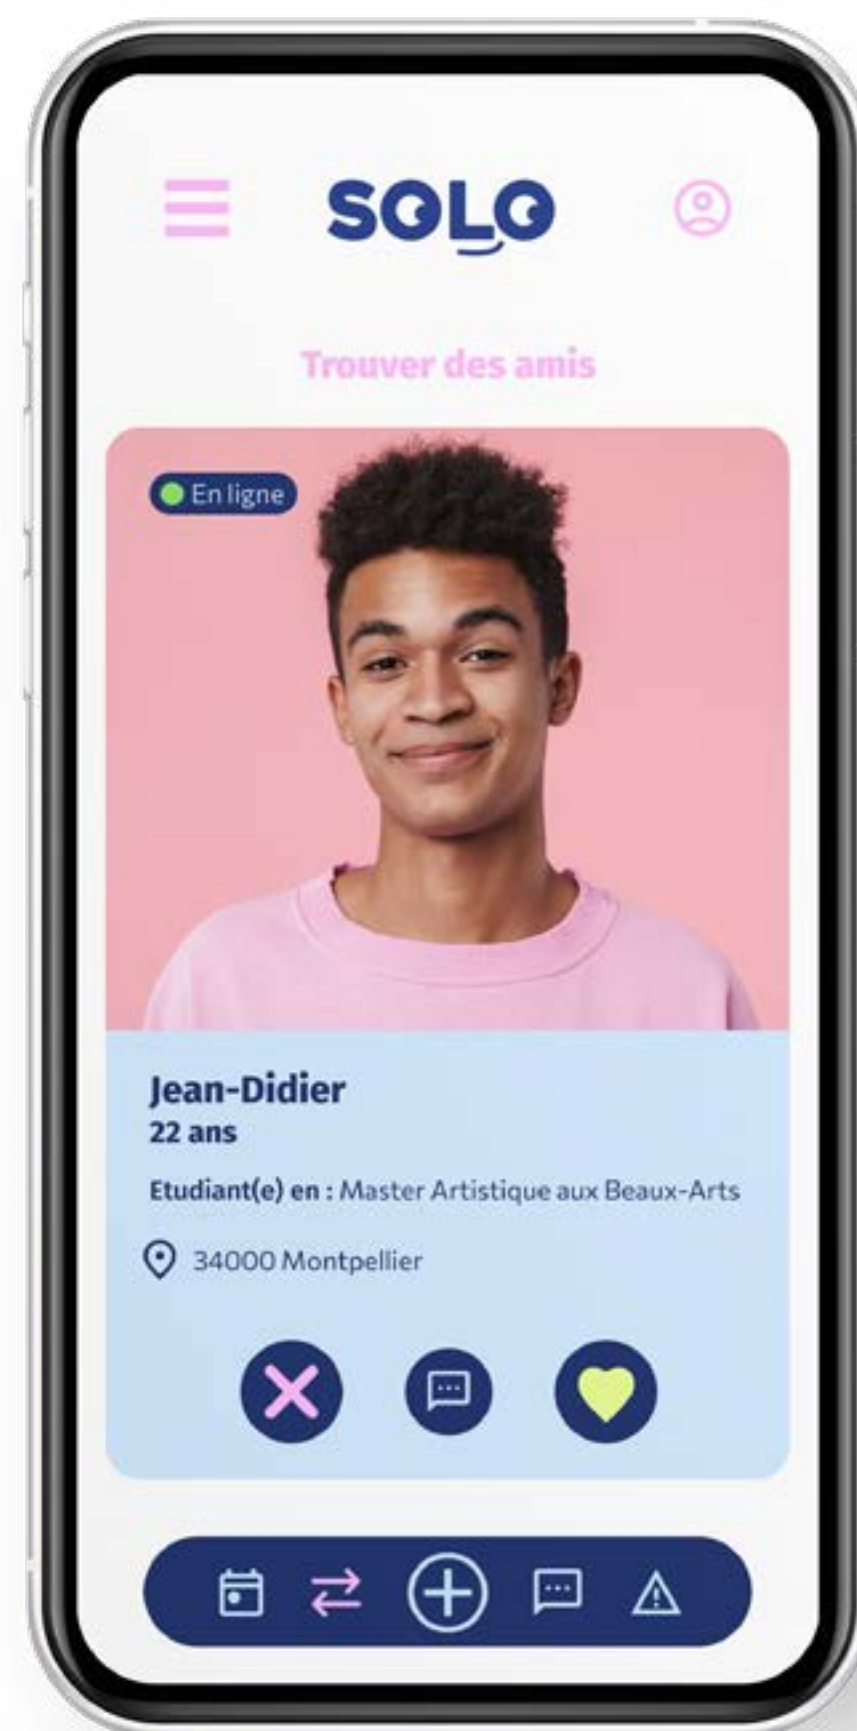 SOLO
Trouver des amis
En ligne
Jean-Didier
22 ans
Etudiant(e) en : Master Artistique aux Beaux-Arts
34000 Montpellier